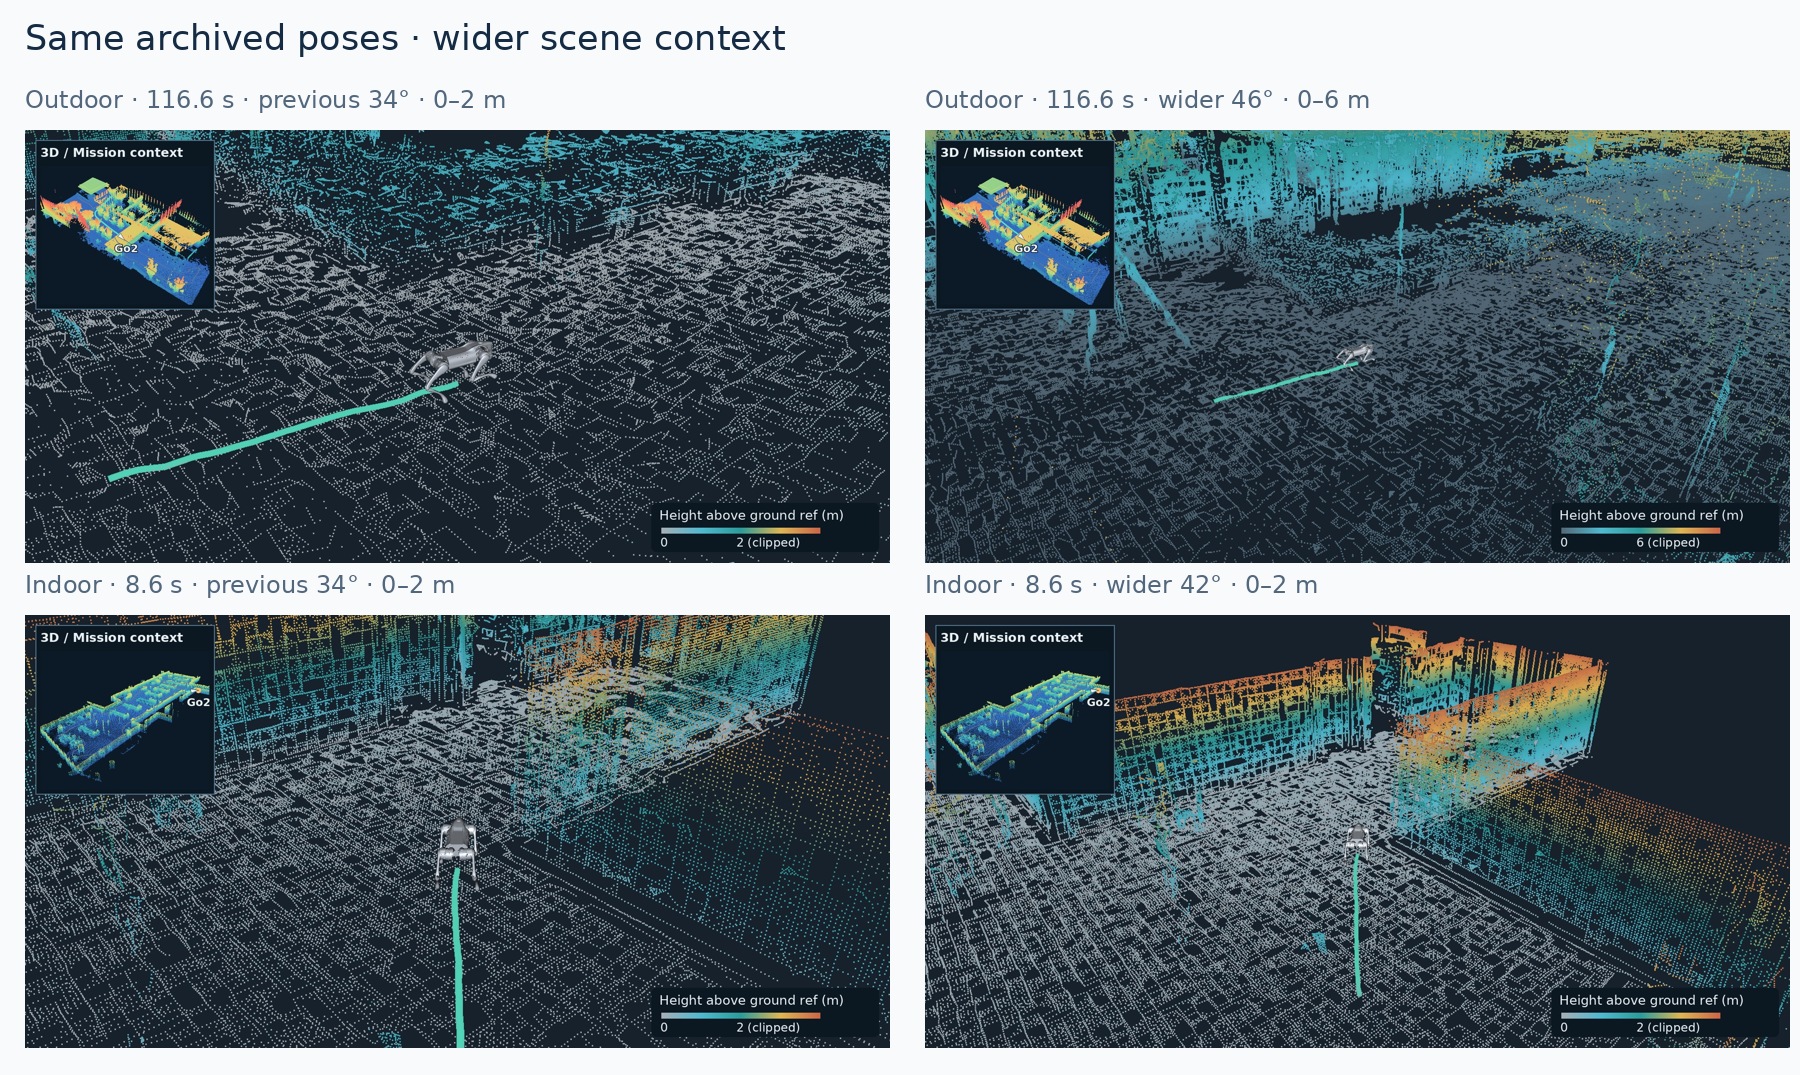 Same archived poses · wider scene context
Outdoor · 116.6 s · previous 34° · 0–2 m
Outdoor · 116.6 s · wider 46° · 0–6 m
3D / Mission context
Go2
Height above ground ref (m)
0 2 (clipped)
3D / Mission context
Go2
Height above ground ref (m)
0 6 (clipped)
Indoor · 8.6 s · previous 34° · 0–2 m
Indoor · 8.6 s · wider 42° · 0–2 m
3D / Mission context
Go2
Height above ground ref (m)
0 2 (clipped)
3D / Mission context
Go2
Height above ground ref (m)
0 2 (clipped)